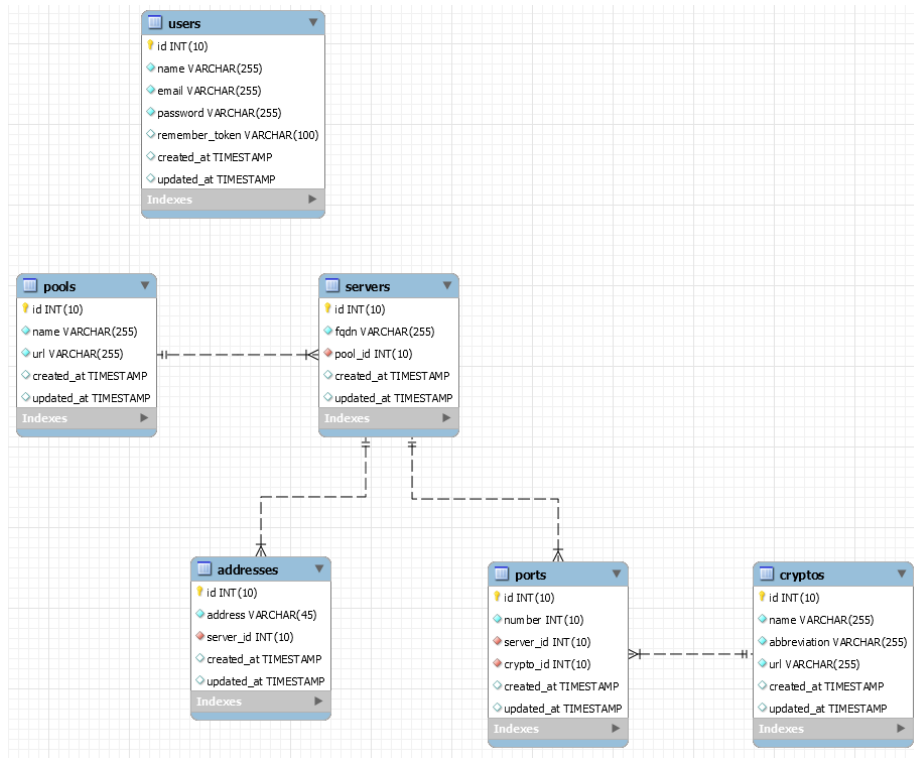 users
id INT(10)
name VARCHAR(255)
email VARCHAR(255)
password VARCHAR(255)
remember_token VARCHAR(100)
created_at TIMESTAMP
updated_at TIMESTAMP
Indexes
pools
id INT(10)
name VARCHAR(255)
url VARCHAR(255)
created_at TIMESTAMP
updated_at TIMESTAMP
Indexes
servers
id INT(10)
fqdn VARCHAR(255)
pool_id INT(10)
created_at TIMESTAMP
updated_at TIMESTAMP
Indexes
addresses
id INT(10)
address VARCHAR(45)
server_id INT(10)
created_at TIMESTAMP
updated_at TIMESTAMP
Indexes
ports
id INT(10)
number INT(10)
server_id INT(10)
crypto_id INT(10)
created_at TIMESTAMP
updated_at TIMESTAMP
Indexes
cryptos
id INT(10)
name VARCHAR(255)
abbreviation VARCHAR(255)
url VARCHAR(255)
created_at TIMESTAMP
updated_at TIMESTAMP
Indexes